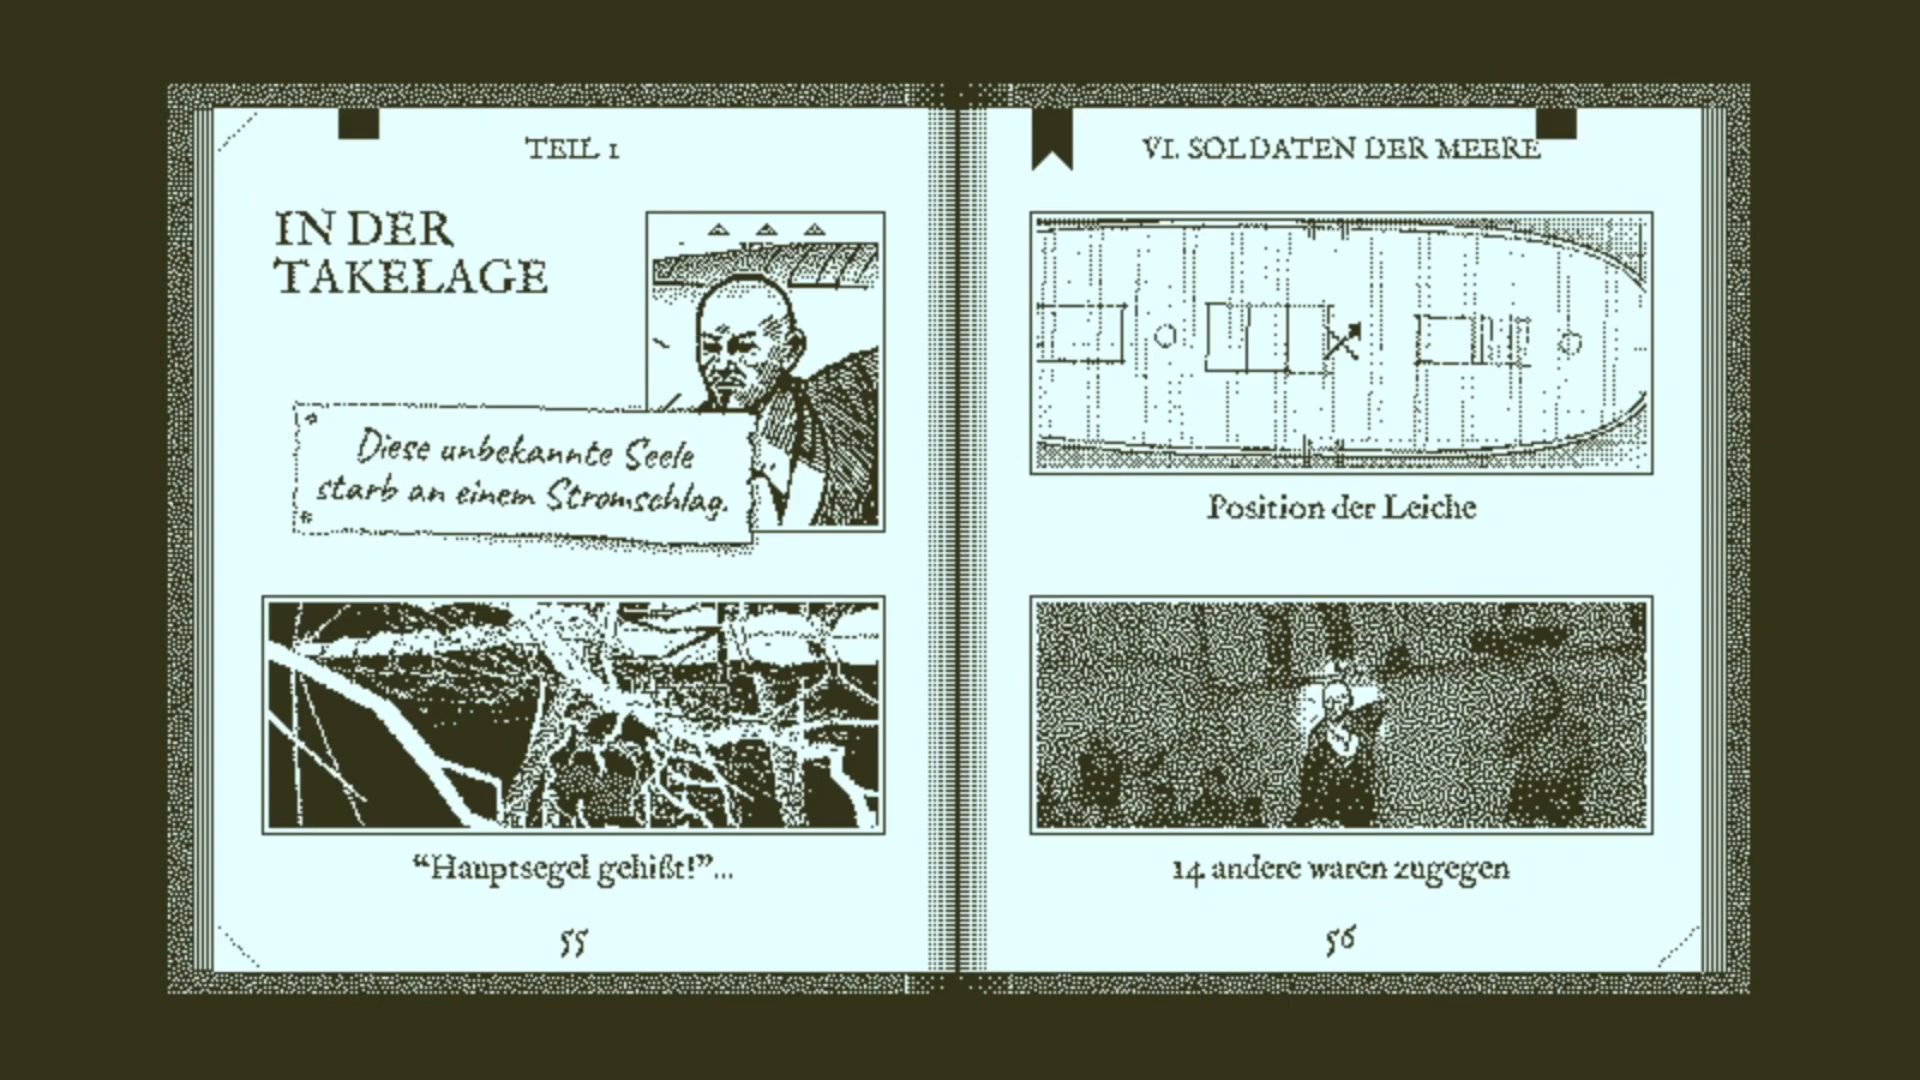 TEIL 1
IN DER
TAKELAGE
Diese unbekannte Seele
starb an einem Stromschlag.
“Hauptsegel gehißt!”...
55
VI. SOLDATEN DER MEERE
Position der Leiche
14 andere waren zugegen
56